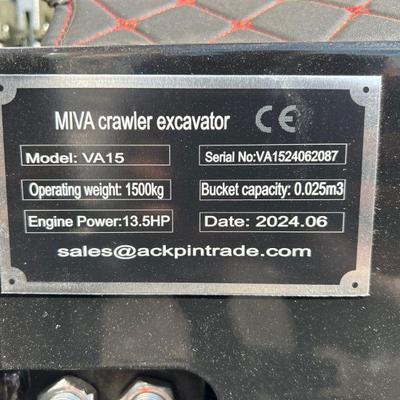 MIVA crawler excavator CE
Model: VA15 Serial No:VA1524062087
Operating weight: 1500kg Bucket capacity: 0.025m3
Engine Power:13.5HP Date: 2024.06
sales@ackpintrade.com